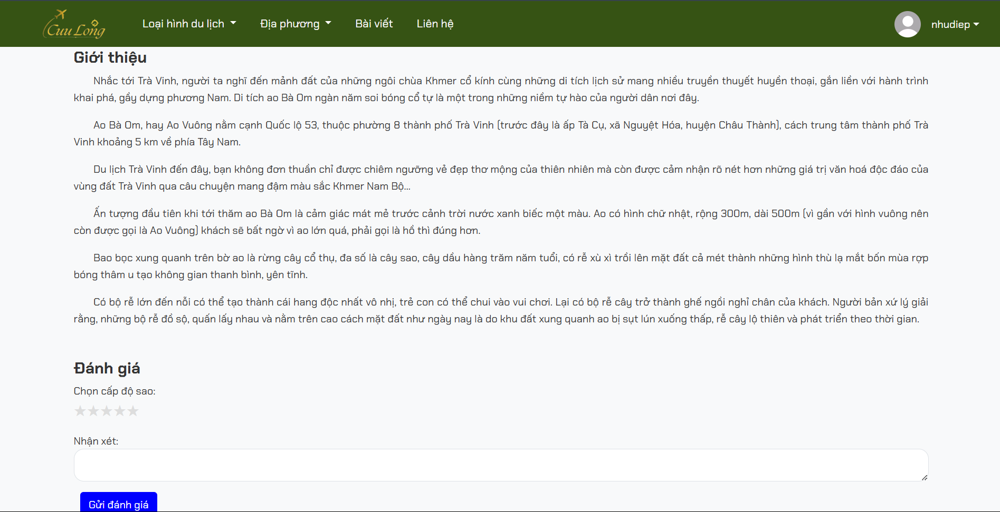 Cuu Long
Loại hình du lịch
Địa phương
Bài viết
Liên hệ
nhudiep
Giới thiệu
Nhắc tới Trà Vinh, người ta nghĩ đến mảnh đất của những ngôi chùa Khmer cổ kính cùng những di tích lịch sử mang nhiều truyền thuyết huyền thoại, gắn liền với hành trình
khai phá, gầy dựng phương Nam. Di tích ao Bà Om ngàn năm soi bóng cổ tự là một trong những niềm tự hào của người dân nơi đây.
Ao Bà Om, hay Ao Vuông nằm cạnh Quốc lộ 53, thuộc phường 8 thành phố Trà Vinh (trước đây là ấp Tà Cụ, xã Nguyệt Hóa, huyện Châu Thành), cách trung tâm thành phố Trà
Vinh khoảng 5 km về phía Tây Nam.
Du lịch Trà Vinh đến đây, bạn không đơn thuần chỉ được chiêm ngưỡng vẻ đẹp thơ mộng của thiên nhiên mà còn được cảm nhận rõ nét hơn những giá trị văn hoá độc đáo của
vùng đất Trà Vinh qua câu chuyện mang đậm màu sắc Khmer Nam Bộ...
Ấn tượng đầu tiên khi tới thăm ao Bà Om là cảm giác mát mẻ trước cảnh trời nước xanh biếc một màu. Ao có hình chữ nhật, rộng 300m, dài 500m (vì gần với hình vuông nên
còn được gọi là Ao Vuông) khách sẽ bất ngờ vì ao lớn quá, phải gọi là hồ thì đúng hơn.
Bao bọc xung quanh trên bờ ao là rừng cây cổ thụ, đa số là cây sao, cây dầu hàng trăm năm tuổi, có rễ xù xì trồi lên mặt đất cả mét thành những hình thù lạ mắt bốn mùa rợp
bóng thâm u tạo không gian thanh bình, yên tĩnh.
Có bộ rễ lớn đến nỗi có thể tạo thành cái hang độc nhất vô nhị, trẻ con có thể chui vào vui chơi. Lại có bộ rễ cây trở thành ghế ngồi nghỉ chân của khách. Người bản xứ lý giải
rằng, những bộ rễ đồ sộ, quấn lấy nhau và nằm trên cao cách mặt đất như ngày nay là do khu đất xung quanh ao bị sụt lún xuống thấp, rễ cây lộ thiên và phát triển theo thời gian.
Đánh giá
Chọn cấp độ sao:
Nhận xét:
Gửi đánh giá